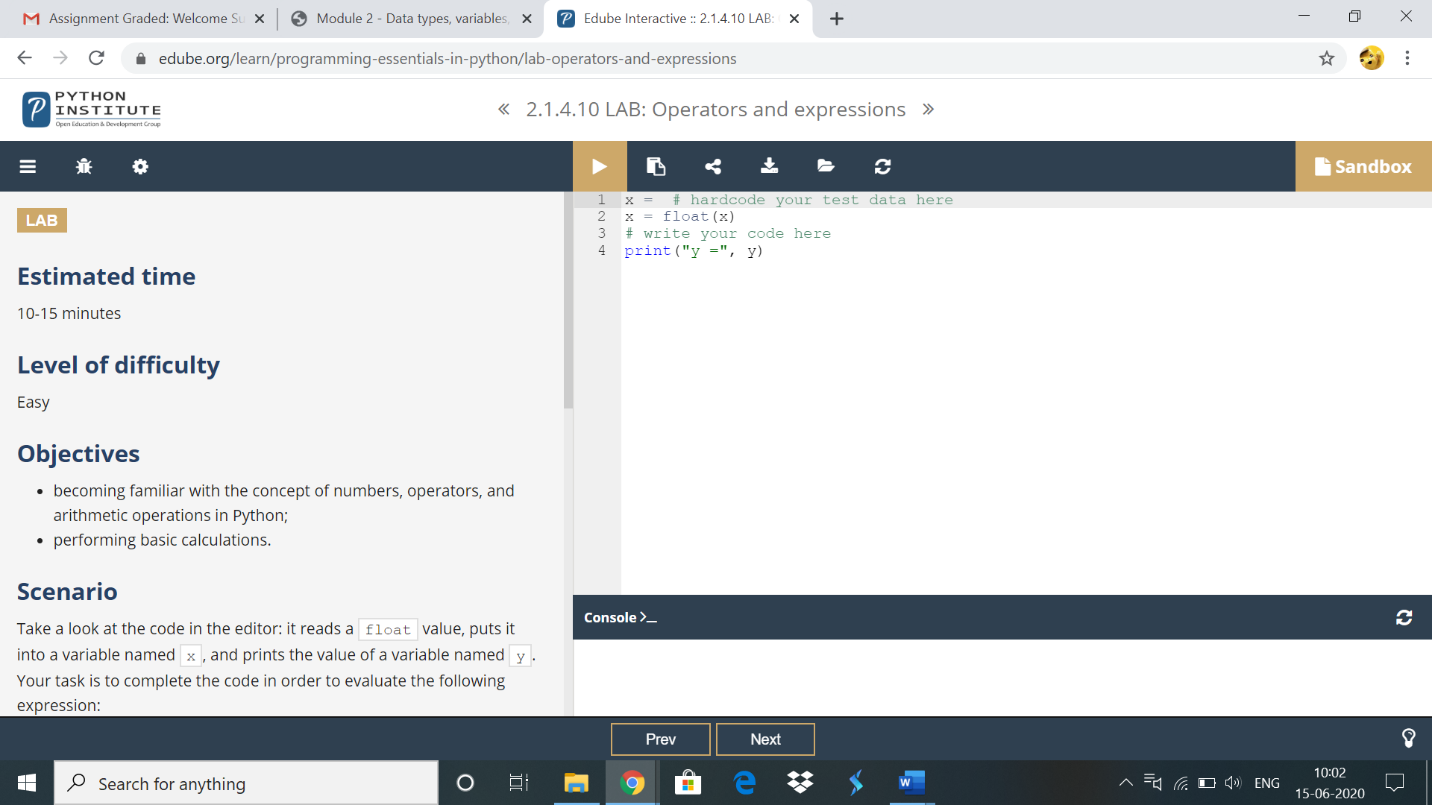 Assignment Graded: Welcome Su
Module 2 - Data types, variables,
Edube Interactive :: 2.1.4.10 LAB:
edube.org/learn/programming-essentials-in-python/lab-operators-and-expressions
PYTHON
INSTITUTE
Open Education & Development Group
« 2.1.4.10 LAB: Operators and expressions »
Sandbox
LAB
Estimated time
10-15 minutes
Level of difficulty
Easy
Objectives
• becoming familiar with the concept of numbers, operators, and
arithmetic operations in Python;
• performing basic calculations.
Scenario
Take a look at the code in the editor: it reads a float value, puts it
into a variable named x, and prints the value of a variable named y.
Your task is to complete the code in order to evaluate the following
expression:
1 x =  # hardcode your test data here
2 x = float(x)
3 # write your code here
4 print("y =", y)
Console >_
Prev
Next
Search for anything
ENG
10:02
15-06-2020